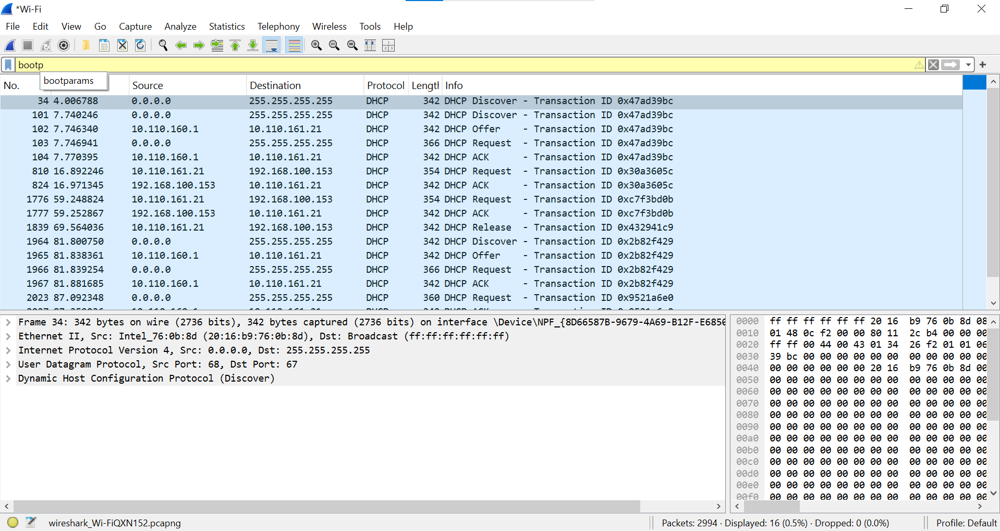 *Wi-Fi
File Edit View Go Capture Analyze Statistics Telephony Wireless Tools Help
bootp
bootparams
No. Source Destination Protocol Length Info
34 4.006788 0.0.0.0 255.255.255.255 DHCP 342 DHCP Discover - Transaction ID 0x47ad39bc
101 7.740246 0.0.0.0 255.255.255.255 DHCP 342 DHCP Discover - Transaction ID 0x47ad39bc
102 7.746340 10.110.160.1 10.110.161.21 DHCP 342 DHCP Offer - Transaction ID 0x47ad39bc
103 7.746941 0.0.0.0 255.255.255.255 DHCP 366 DHCP Request - Transaction ID 0x47ad39bc
104 7.770395 10.110.160.1 10.110.161.21 DHCP 342 DHCP ACK - Transaction ID 0x47ad39bc
810 16.892246 10.110.161.21 192.168.100.153 DHCP 354 DHCP Request - Transaction ID 0x30a3605c
824 16.971345 192.168.100.153 10.110.161.21 DHCP 342 DHCP ACK - Transaction ID 0x30a3605c
1776 59.248824 10.110.161.21 192.168.100.153 DHCP 354 DHCP Request - Transaction ID 0xc7f3bd0b
1777 59.252867 192.168.100.153 10.110.161.21 DHCP 342 DHCP ACK - Transaction ID 0xc7f3bd0b
1839 69.564036 10.110.161.21 192.168.100.153 DHCP 342 DHCP Release - Transaction ID 0x432941c9
1964 81.800750 0.0.0.0 255.255.255.255 DHCP 342 DHCP Discover - Transaction ID 0x2b82f429
1965 81.838361 10.110.160.1 10.110.161.21 DHCP 342 DHCP Offer - Transaction ID 0x2b82f429
1966 81.839254 0.0.0.0 255.255.255.255 DHCP 366 DHCP Request - Transaction ID 0x2b82f429
1967 81.881685 10.110.160.1 10.110.161.21 DHCP 342 DHCP ACK - Transaction ID 0x2b82f429
2023 87.092348 0.0.0.0 255.255.255.255 DHCP 360 DHCP Request - Transaction ID 0x9521a6e0
Frame 34: 342 bytes on wire (2736 bits), 342 bytes captured (2736 bits) on interface \Device\NPF_{8D66587B-9679-4A69-B12F-E6850
Ethernet II, Src: Intel_76:0b:8d (20:16:b9:76:0b:8d), Dst: Broadcast (ff:ff:ff:ff:ff:ff)
Internet Protocol Version 4, Src: 0.0.0.0, Dst: 255.255.255.255
User Datagram Protocol, Src Port: 68, Dst Port: 67
Dynamic Host Configuration Protocol (Discover)
0000 ff ff ff ff ff ff 20 16 b9 76 0b 8d 08
0010 01 48 0c f2 00 00 80 11 2c b4 00 00 00
0020 ff ff 00 44 00 43 01 34 26 f2 01 01 06
0030 39 bc 00 00 00 00 00 00 00 00 00 00 00
0040 00 00 00 00 00 00 20 16 b9 76 0b 8d 00
0050 00 00 00 00 00 00 00 00 00 00 00 00 00
0060 00 00 00 00 00 00 00 00 00 00 00 00 00
0070 00 00 00 00 00 00 00 00 00 00 00 00 00
0080 00 00 00 00 00 00 00 00 00 00 00 00 00
0090 00 00 00 00 00 00 00 00 00 00 00 00 00
00a0 00 00 00 00 00 00 00 00 00 00 00 00 00
00b0 00 00 00 00 00 00 00 00 00 00 00 00 00
00c0 00 00 00 00 00 00 00 00 00 00 00 00 00
00d0 00 00 00 00 00 00 00 00 00 00 00 00 00
00e0 00 00 00 00 00 00 00 00 00 00 00 00 00
00f0 00 00 00 00 00 00 00 00 00 00 00 00 00
wireshark_Wi-FiQXN152.pcapng
Packets: 2994 · Displayed: 16 (0.5%) · Dropped: 0 (0.0%)
Profile: Default